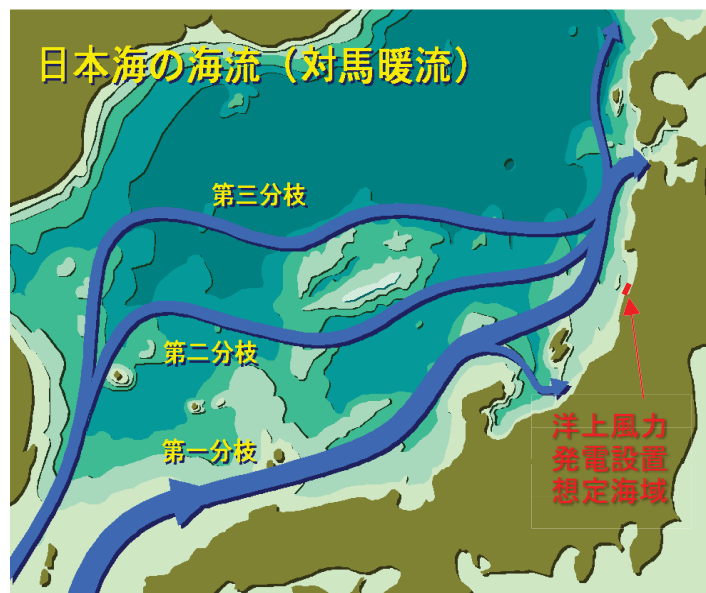 日本海の海流（対馬暖流）
第三分枝
第二分枝
第一分枝
洋上風力
発電設置
想定海域